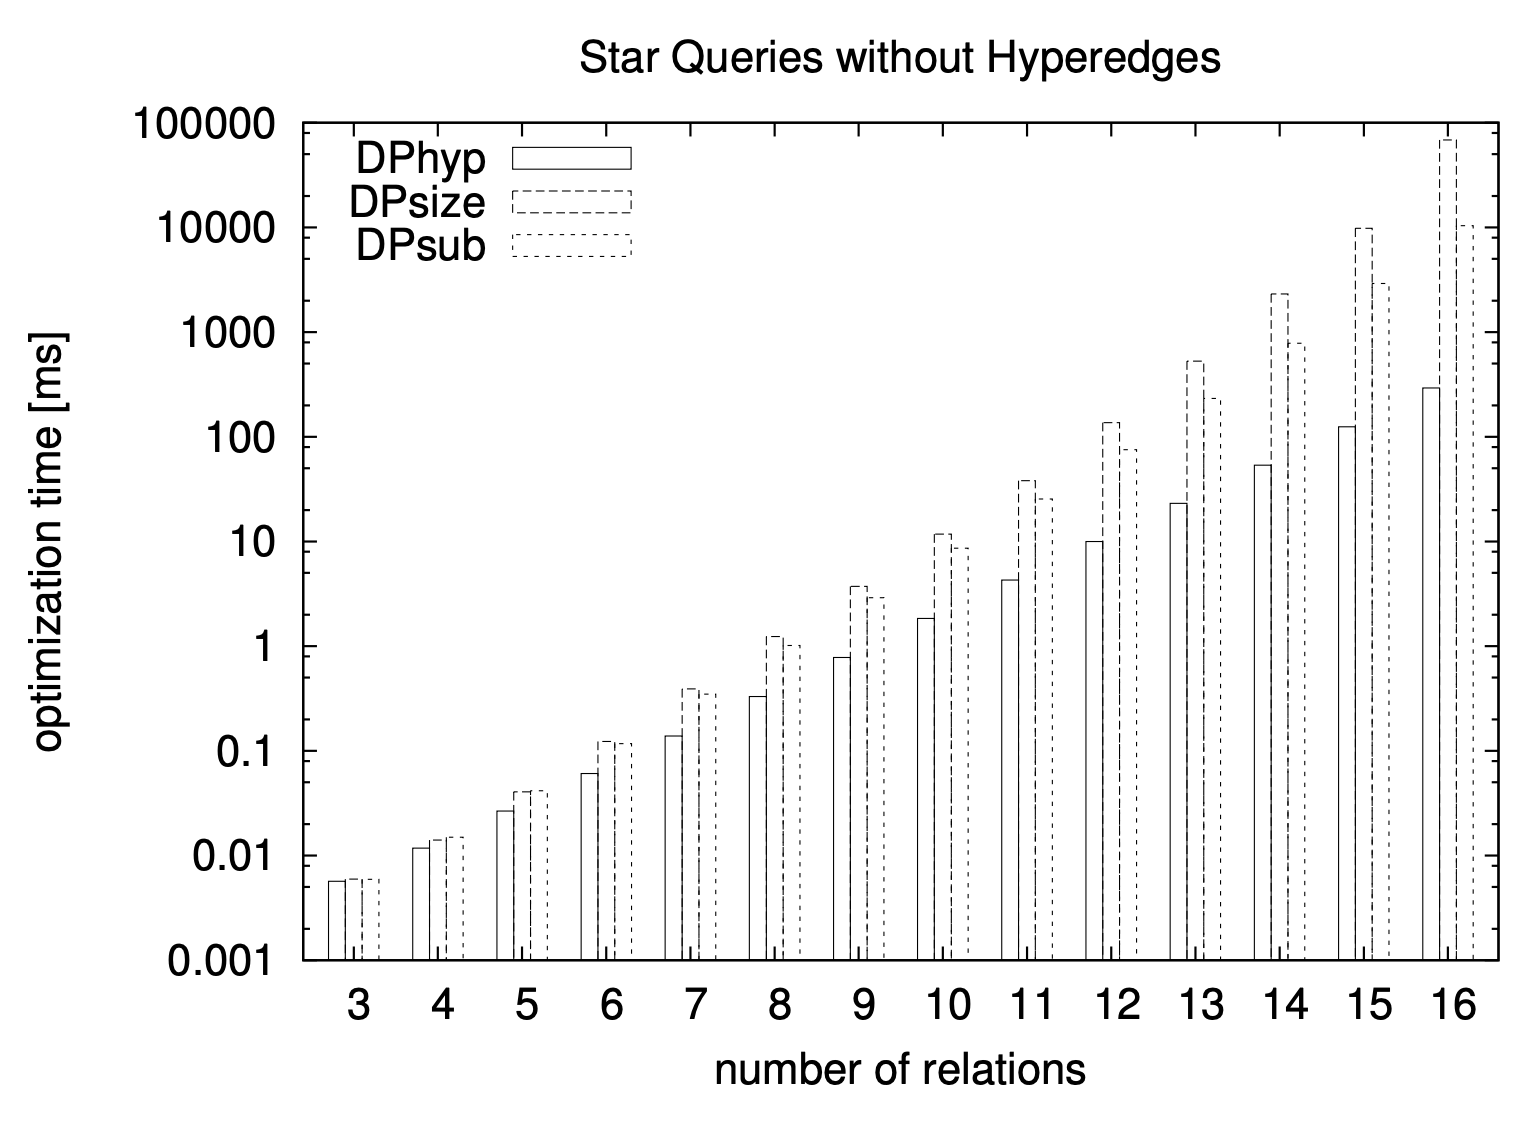 Star Queries without Hyperedges
100000
10000
1000
100
10
1
0.1
0.01
0.001
optimization time [ms]
DPhyp
DPsize
DPsub
3 4 5 6 7 8 9 10 11 12 13 14 15 16
number of relations